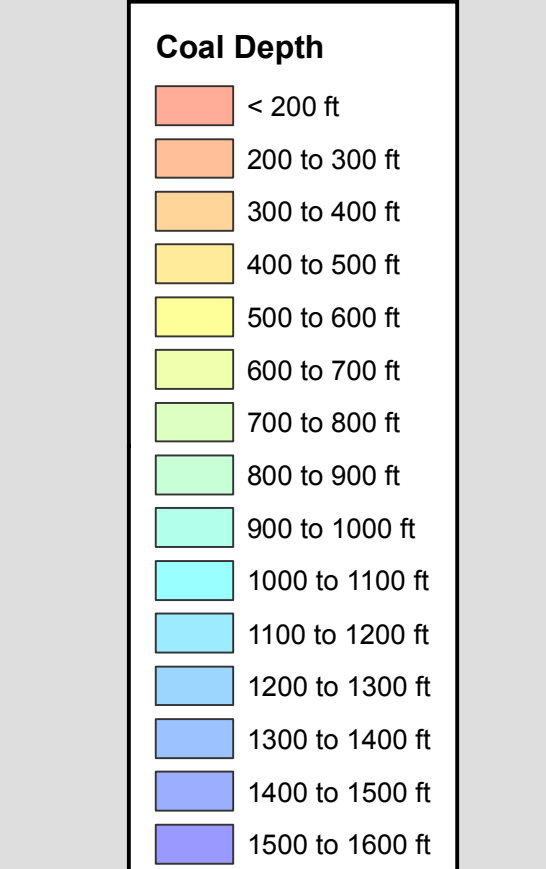 Coal Depth
< 200 ft
200 to 300 ft
300 to 400 ft
400 to 500 ft
500 to 600 ft
600 to 700 ft
700 to 800 ft
800 to 900 ft
900 to 1000 ft
1000 to 1100 ft
1100 to 1200 ft
1200 to 1300 ft
1300 to 1400 ft
1400 to 1500 ft
1500 to 1600 ft